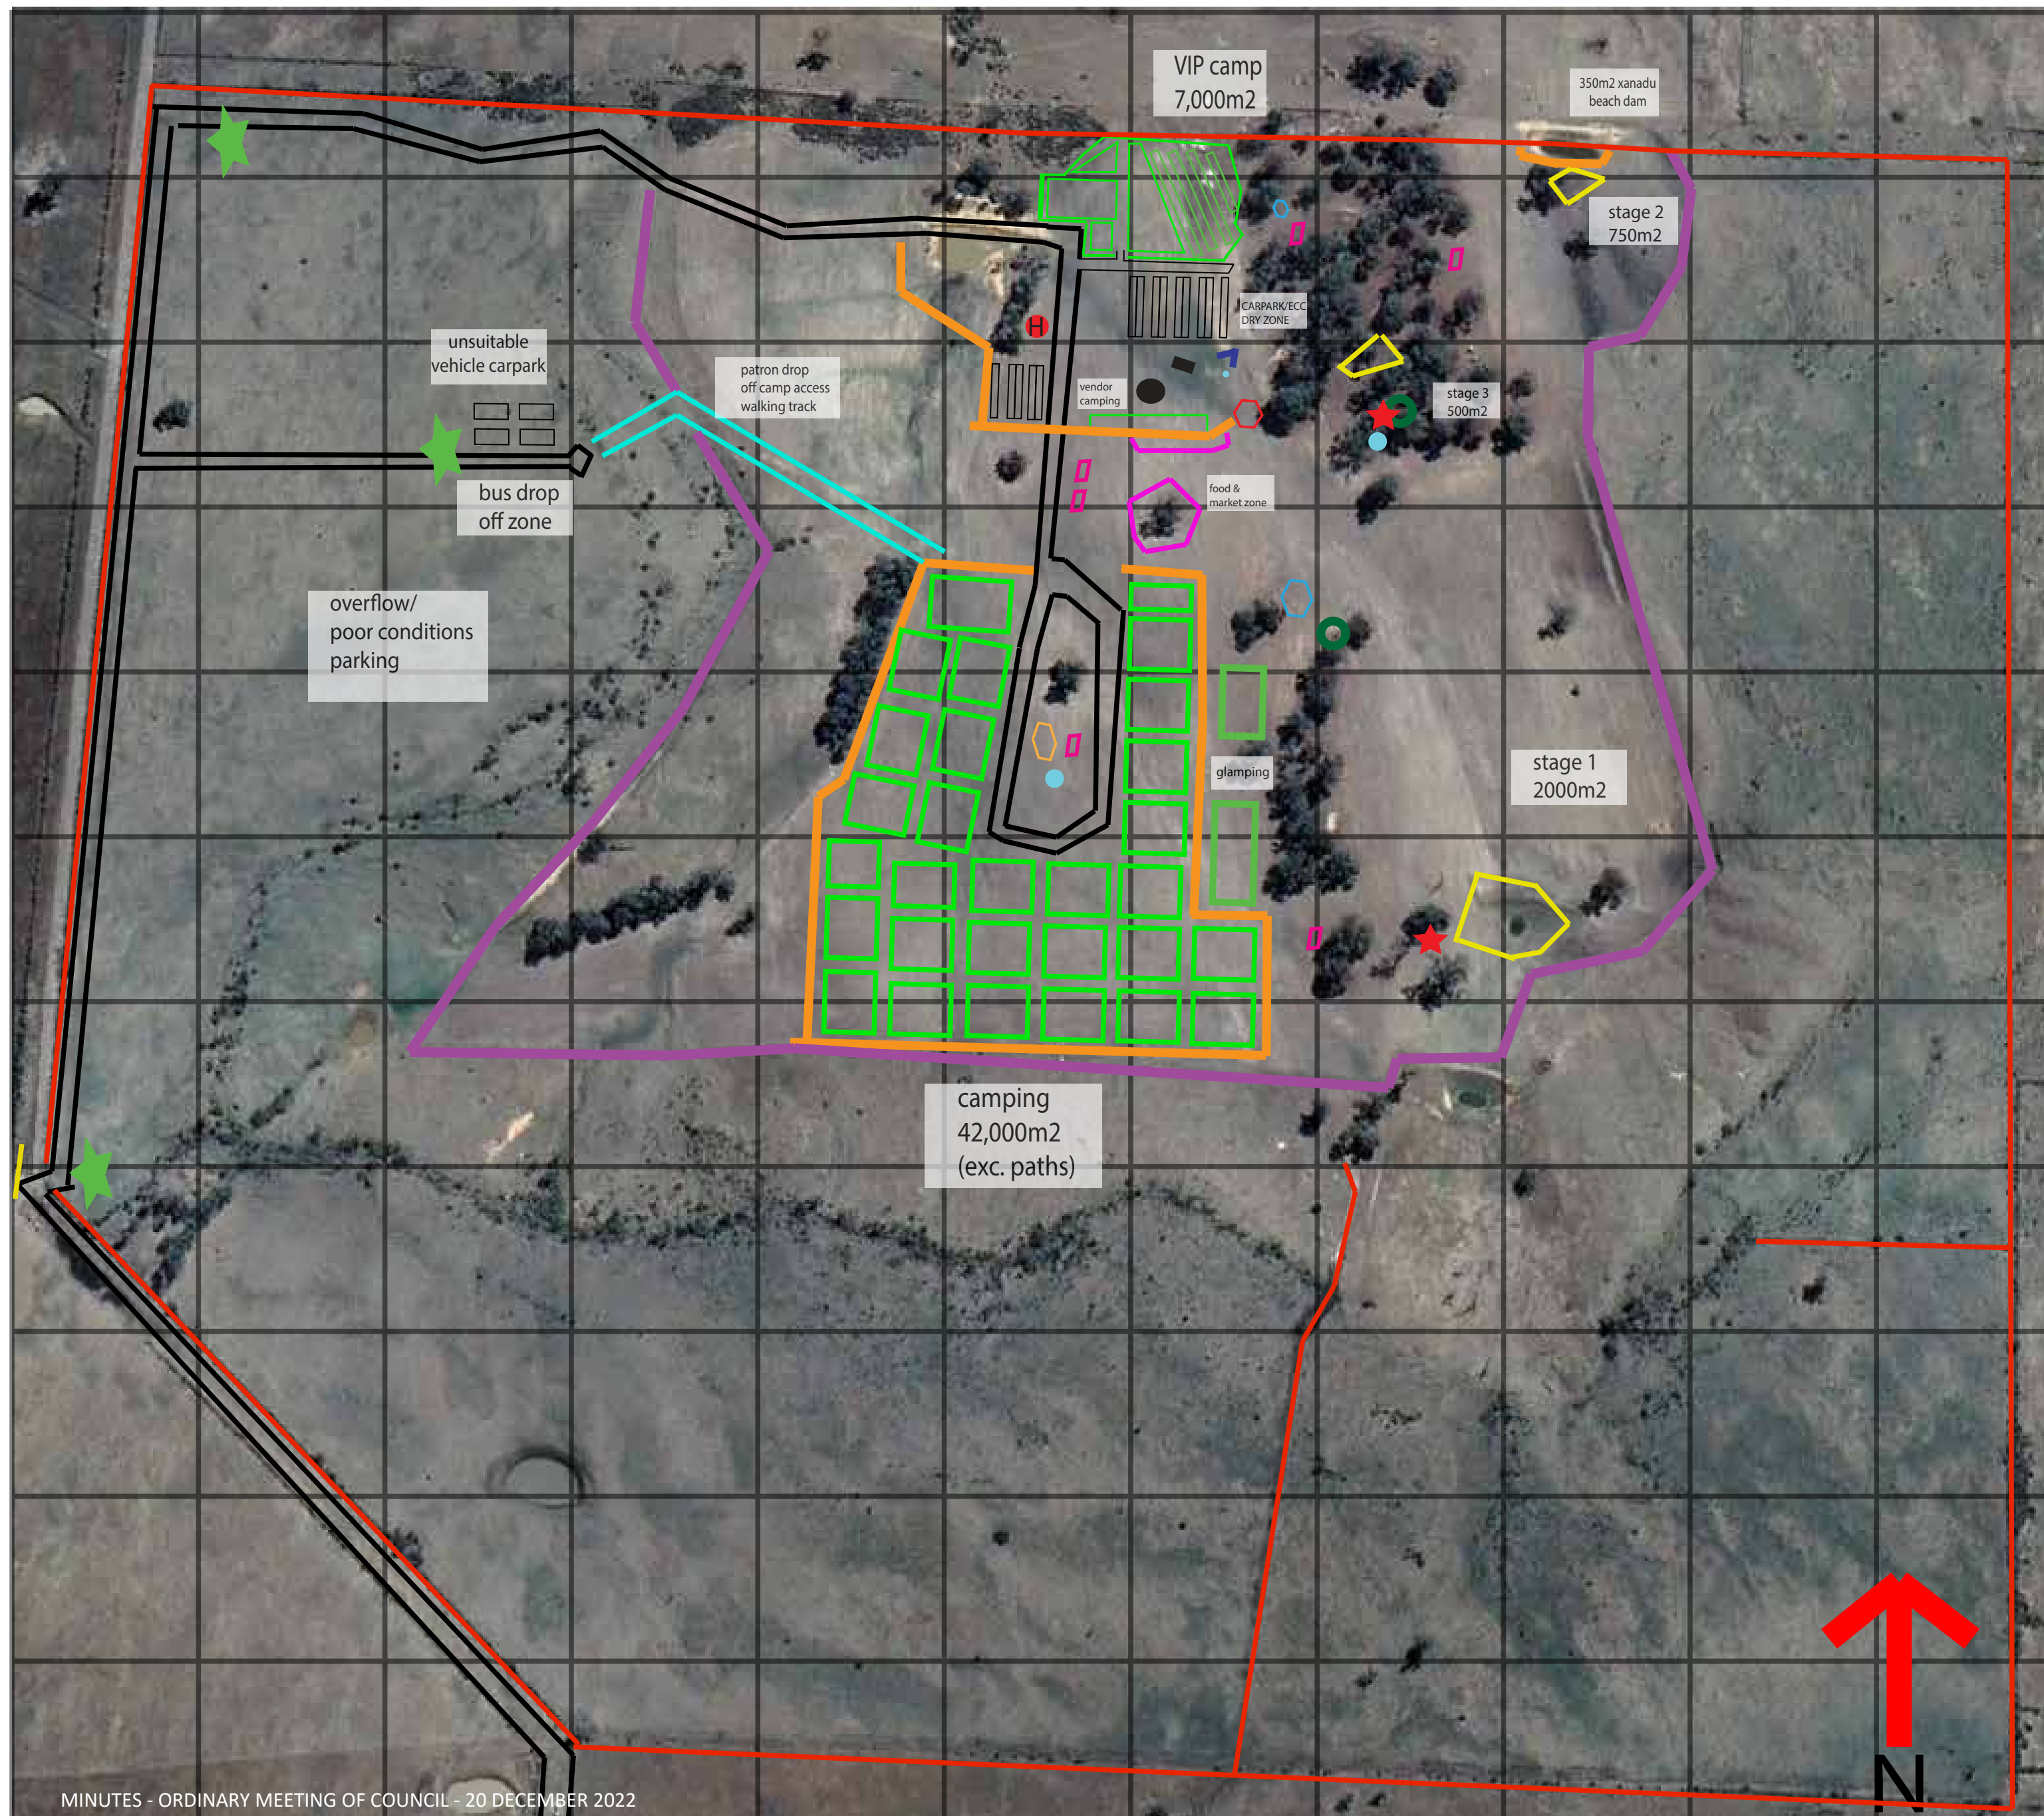 VIP camp
7,000m2
350m2 xanadu
beach dam
stage 2
750m2
CARPARK/ECC
DRY ZONE
H
unsuitable
vehicle carpark
patron drop
off camp access
walking track
vendor
camping
stage 3
500m2
bus drop
off zone
food &
market zone
overflow/
poor conditions
parking
stage 1
2000m2
glamping
camping
42,000m2
(exc. paths)
N
MINUTES - ORDINARY MEETING OF COUNCIL - 20 DECEMBER 2022